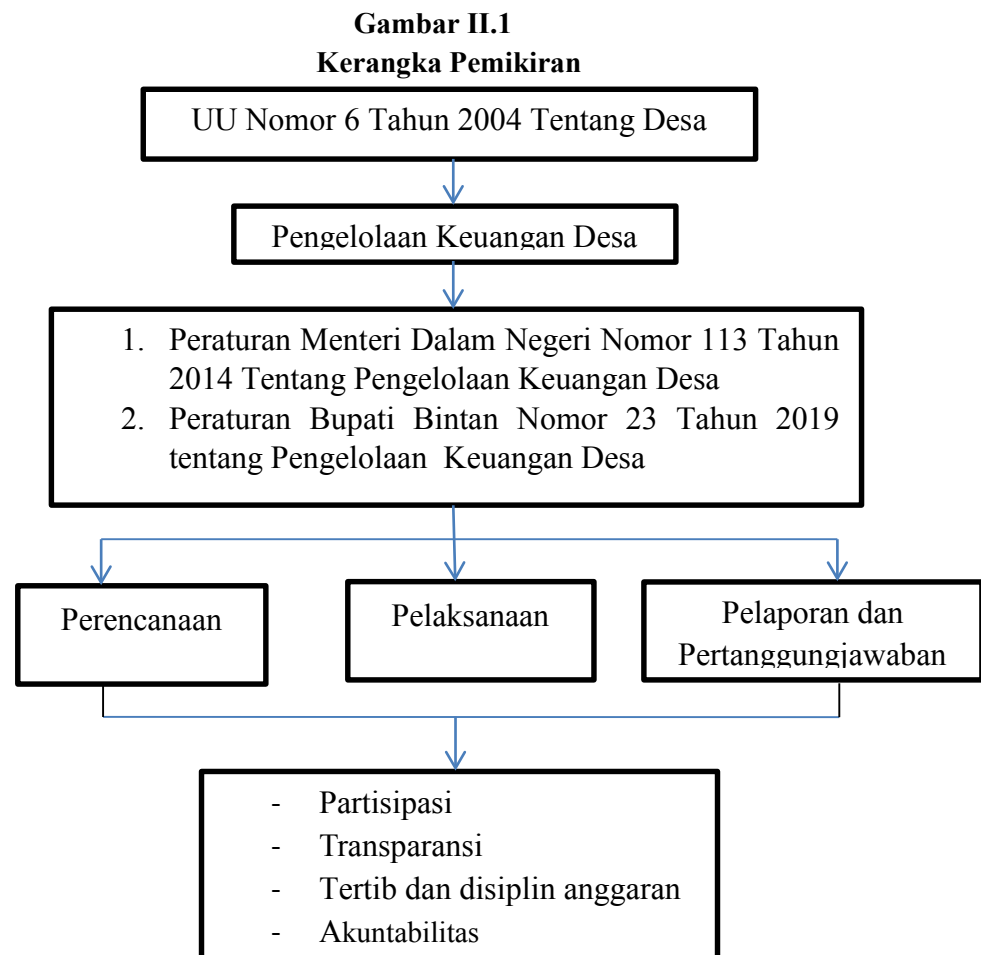 Gambar II.1
Kerangka Pemikiran
UU Nomor 6 Tahun 2004 Tentang Desa
Pengelolaan Keuangan Desa
1. Peraturan Menteri Dalam Negeri Nomor 113 Tahun
2014 Tentang Pengelolaan Keuangan Desa
2. Peraturan Bupati Bintan Nomor 23 Tahun 2019
tentang Pengelolaan Keuangan Desa
Perencanaan
Pelaksanaan
Pelaporan dan
Pertanggungjawaban
- Partisipasi
- Transparansi
- Tertib dan disiplin anggaran
- Akuntabilitas